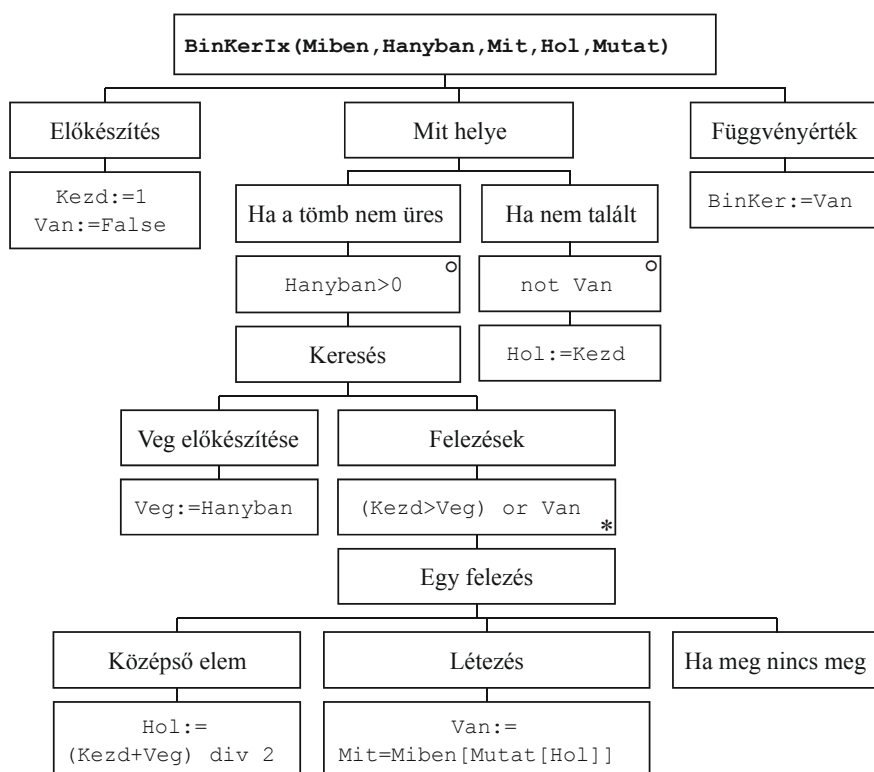 BinKerIx(Miben,Hanyban,Mit,Hol,Mutat)
Előkészítés
Mit helye
Függvényérték
Kezd:=1
Van:=False
BinKer:=Van
Ha a tömb nem üres
Ha nem talált
Hanyban>0
not Van
Keresés
Hol:=Kezd
Veg előkészítése
Felezések
Veg:=Hanyban
(Kezd>Veg) or Van
*
Egy felezés
Középső elem
Létezés
Ha meg nincs meg
Hol:=
(Kezd+Veg) div 2
Van:=
Mit=Miben[Mutat[Hol]]